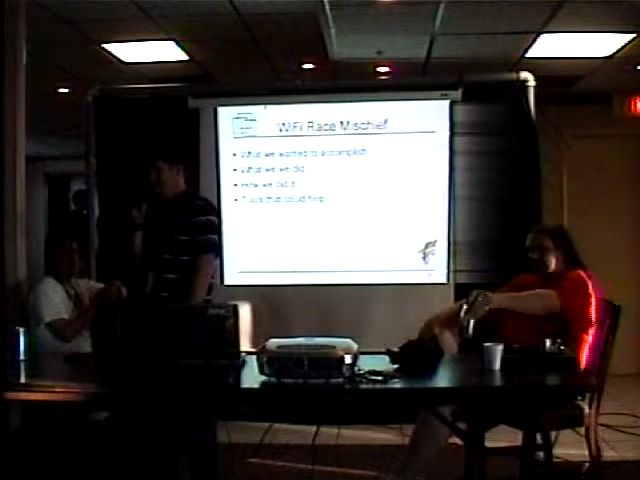 WiFi Race Mischief
What we wanted to accomplish
What we did
How we did it
Tools that could help